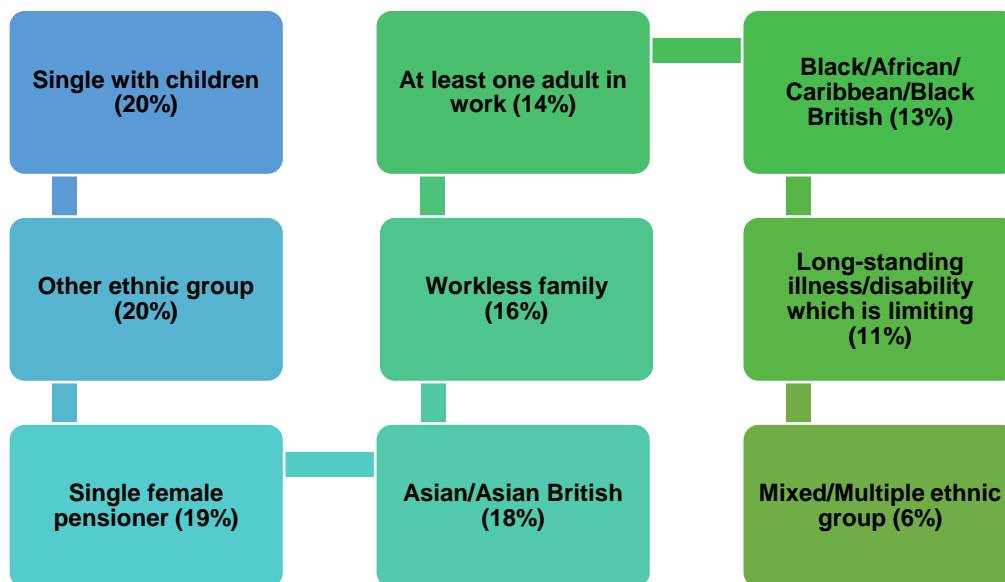 Single with children
(20%)
Other ethnic group
(20%)
Single female
pensioner (19%)
Asian/Asian British
(18%)
Workless family
(16%)
At least one adult in
work (14%)
Black/African/
Caribbean/Black
British (13%)
Long-standing
illness/disability
which is limiting
(11%)
Mixed/Multiple ethnic
group (6%)